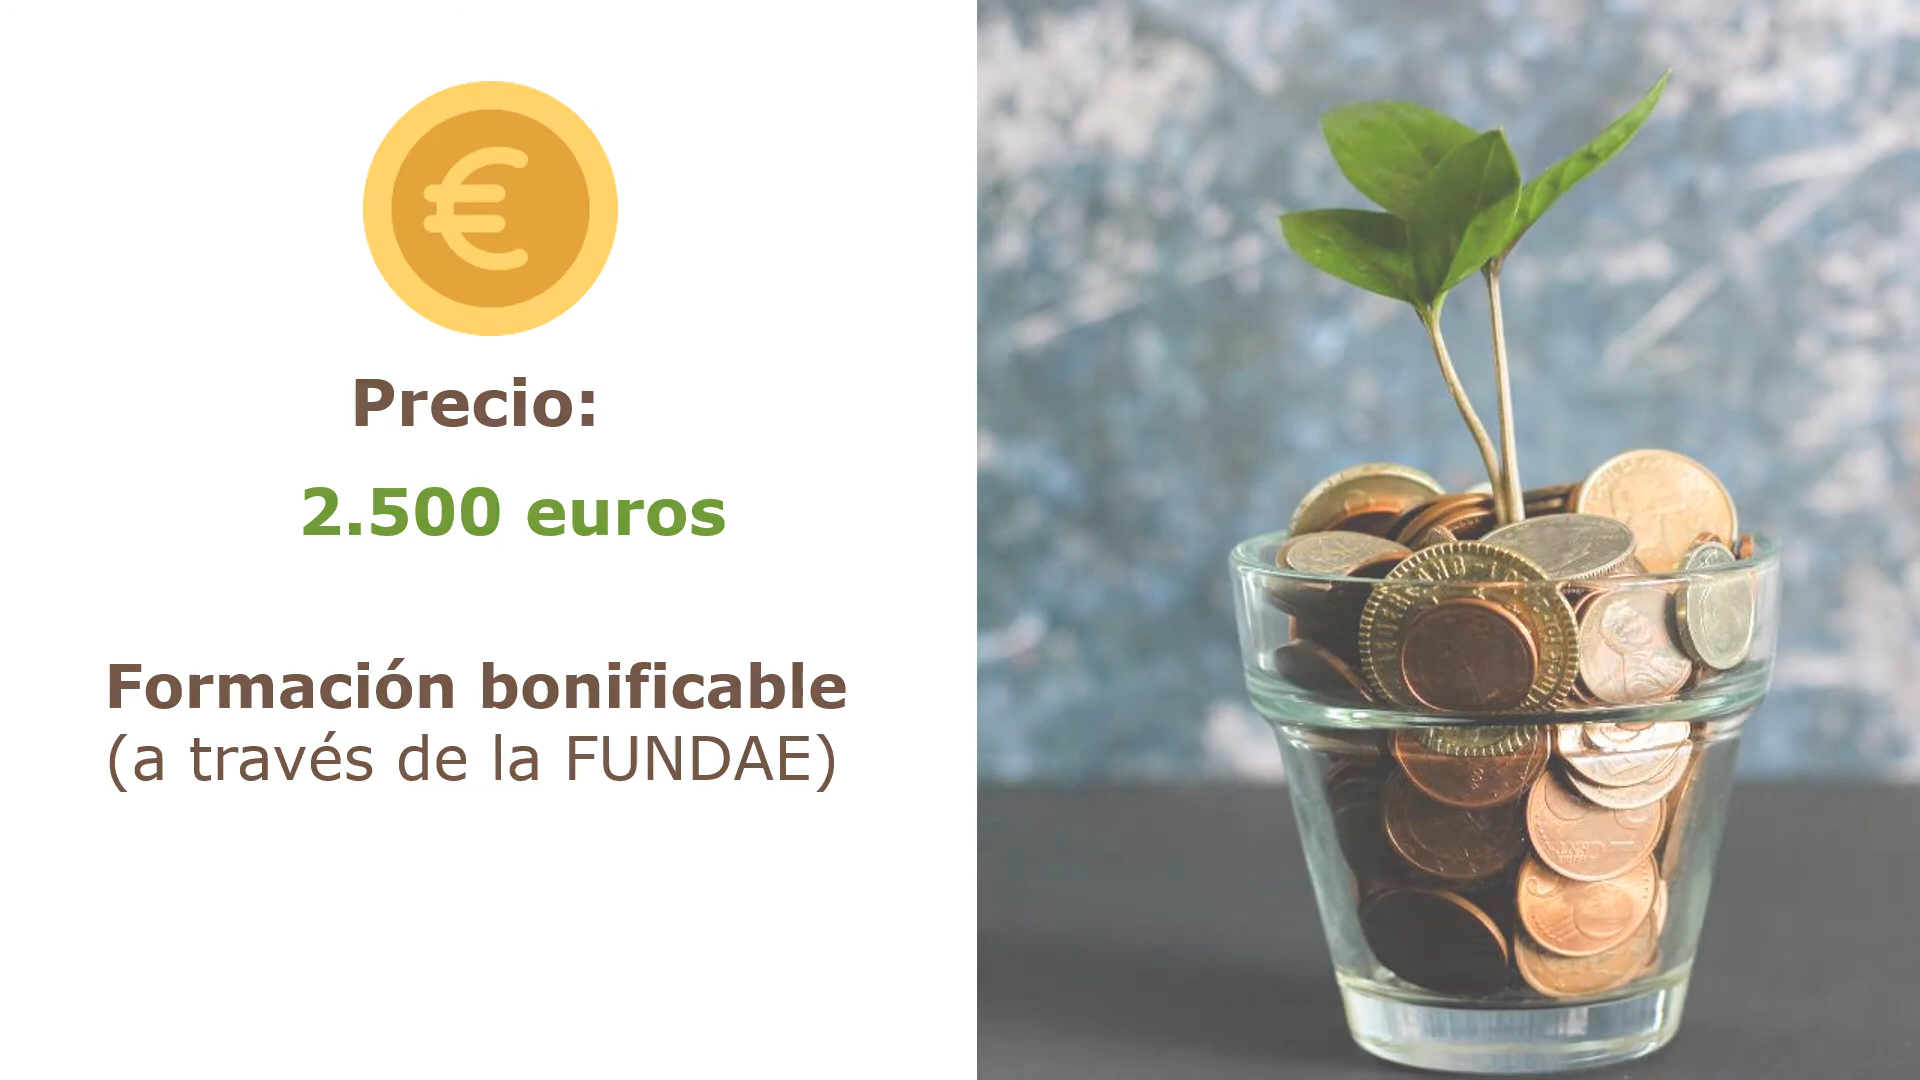 €
Precio:
2.500 euros
Formación bonificable
(a través de la FUNDAE)